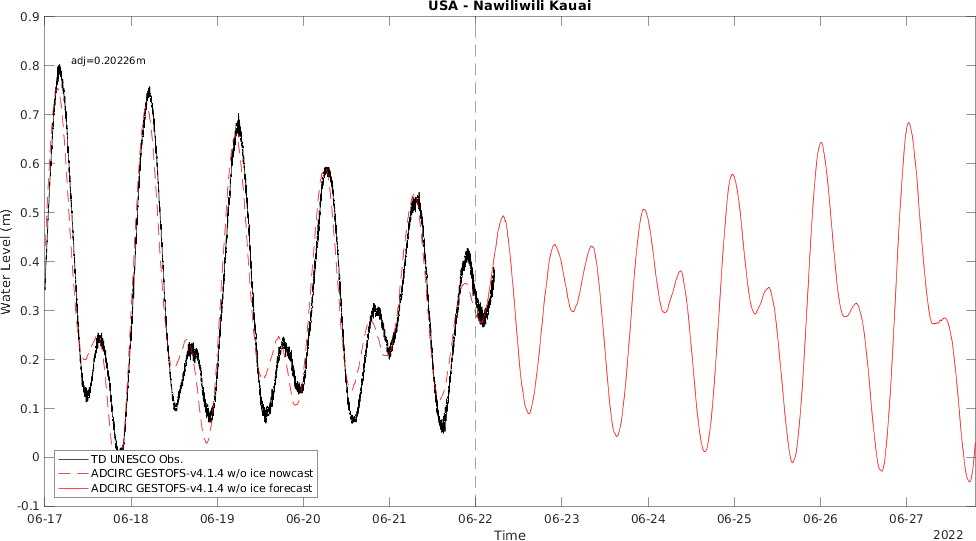 USA - Nawiliwili Kauai
adj=0.20226m
Water Level (m)
0.9
0.8
0.7
0.6
0.5
0.4
0.3
0.2
0.1
0
-0.1
TD UNESCO Obs.
ADCIRC GESTOFS-v4.1.4 w/o ice nowcast
ADCIRC GESTOFS-v4.1.4 w/o ice forecast
06-17 06-18 06-19 06-20 06-21 06-22 06-23 06-24 06-25 06-26 06-27
Time
2022